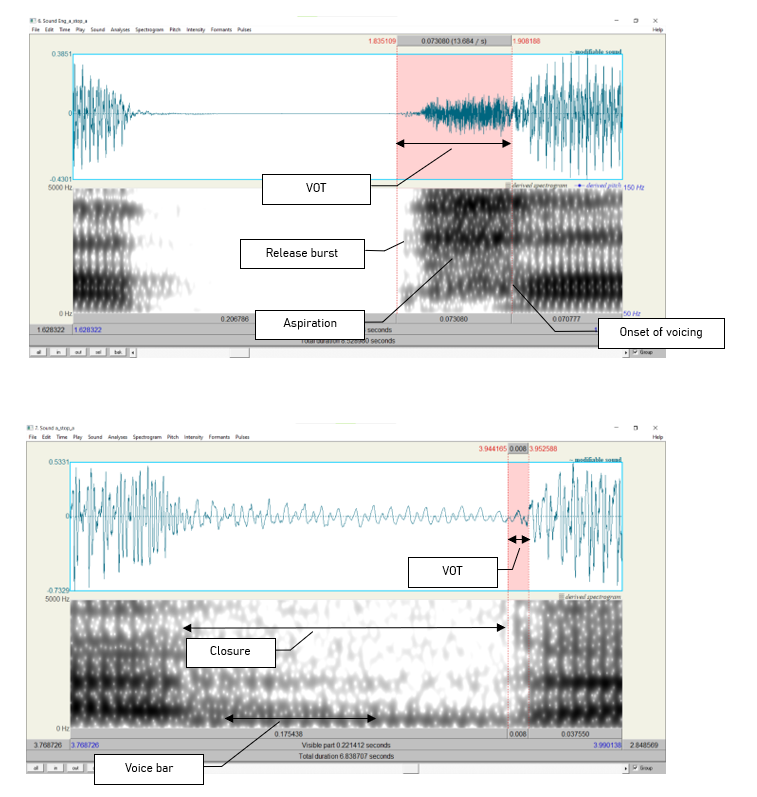 6. Sound Eng_a_stop_a
File Edit Time Play Sound Analyses Spectrogram Pitch Intensity Formants Pulses Help
1.835109 0.073080 (13.684 / s) 1.908188
0.3851
~ modifiable sound
0
VOT
-0.4301
5000 Hz derived spectrogram derived pitch 150 Hz
Release burst
Aspiration
0 Hz 50 Hz
0.206786 0.073080 0.070777
Onset of voicing
1.628322 1.628322 seconds
Total duration 8.528980 seconds
all in out sel bak Group
7. Sound a_stop_a
File Edit Time Play Sound Analyses Spectrogram Pitch Intensity Formants Pulses Help
3.944165 0.008 3.952588
0.5331
~ modifiable sound
0
VOT
-0.7329
5000 Hz derived spectrogram
Closure
0 Hz
0.175438 0.008 0.037550
3.768726 3.768726 Visible part 0.221412 seconds 3.990138 2.848569
Total duration 6.838707 seconds
Voice bar
all in Group